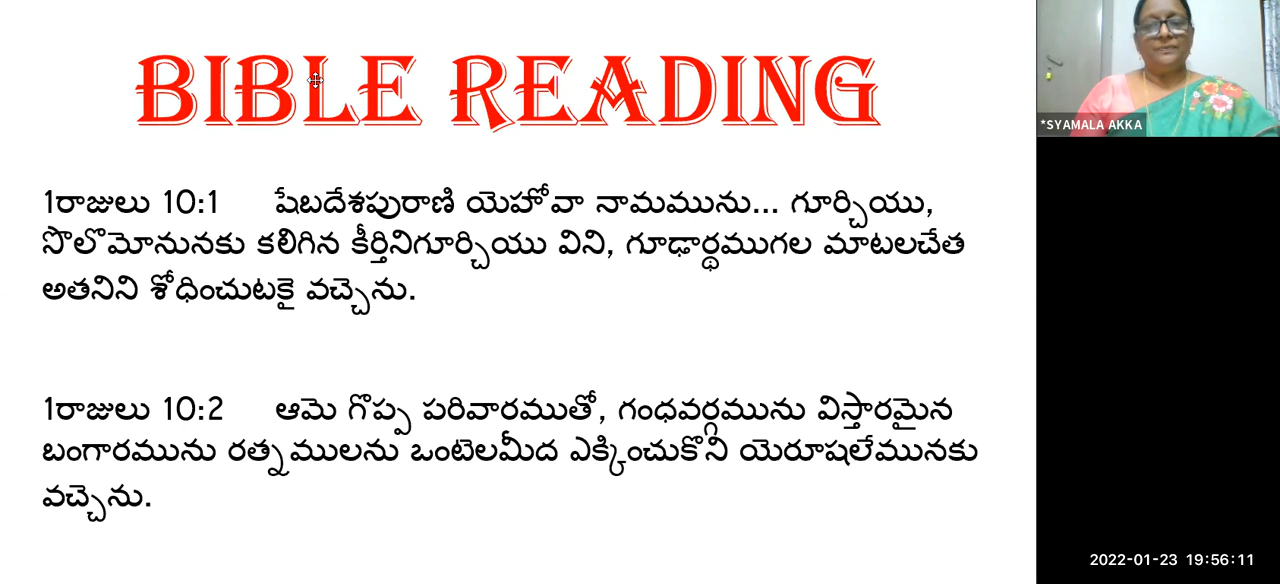 BIBLE READING
1రాజులు 10:1 షేబదేశపురాణి యెహోవా నామమును... గూర్చియు,
సొలొమోనునకు కలిగిన కీర్తినిగూర్చియు విని, గూఢార్థముగల మాటలచేత
అతనిని శోధించుటకై వచ్చెను.
1రాజులు 10:2 ఆమె గొప్ప పరివారముతో, గంధవర్గమును విస్తారమైన
బంగారమును రత్నములను ఒంటెలమీద ఎక్కించుకొని యెరూషలేమునకు
వచ్చెను.
*SYAMALA AKKA
2022-01-23 19:56:11